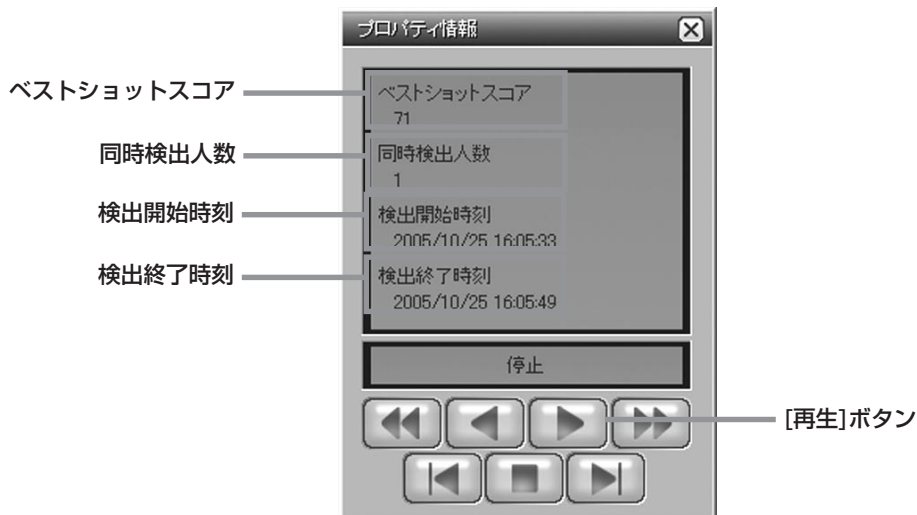 プロパティ情報
ベストショットスコア
ベストショットスコア
71
同時検出人数
同時検出人数
1
検出開始時刻
検出開始時刻
2005/10/25 16:05:33
検出終了時刻
検出終了時刻
2005/10/25 16:05:49
停止
[再生]ボタン